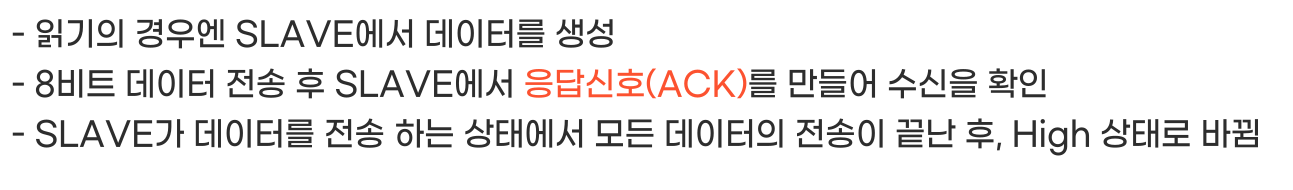 - 읽기의 경우엔 SLAVE에서 데이터를 생성
- 8비트 데이터 전송 후 SLAVE에서 응답신호(ACK)를 만들어 수신을 확인
- SLAVE가 데이터를 전송 하는 상태에서 모든 데이터의 전송이 끝난 후, High 상태로 바뀜